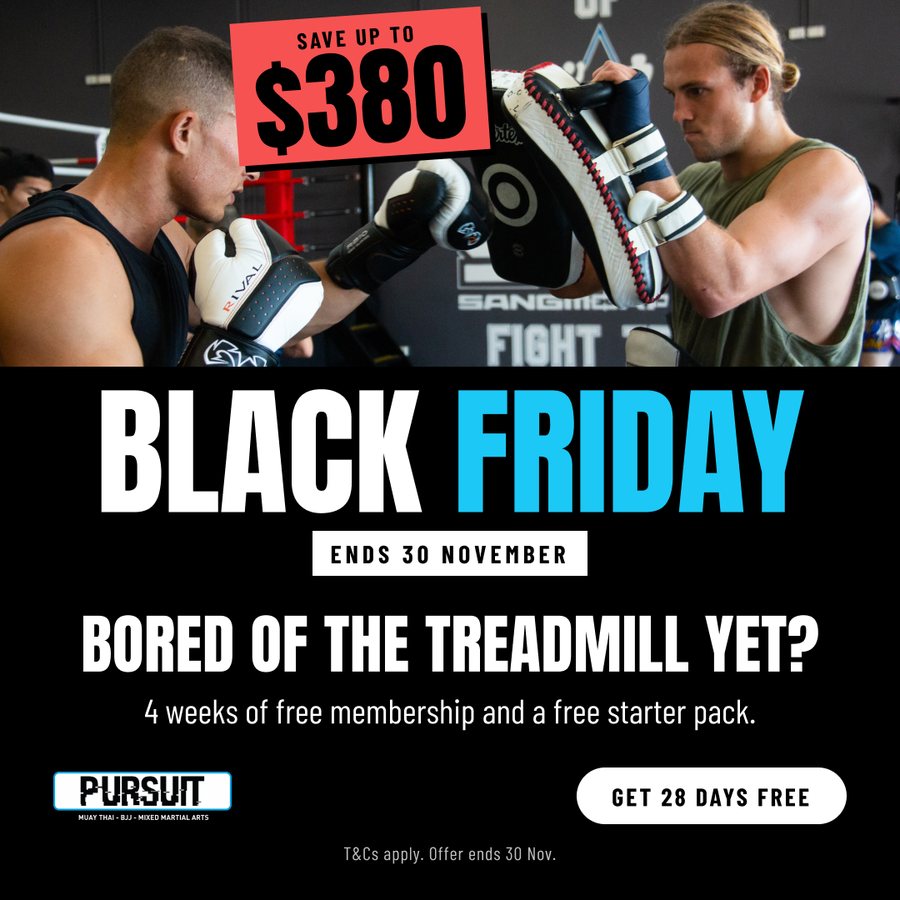 SAVE UP TO
$380
RIVAL
SANGMORAKOT
FIGHT
BLACK FRIDAY
ENDS 30 NOVEMBER
BORED OF THE TREADMILL YET?
4 weeks of free membership and a free starter pack.
PURSUIT
MUAY THAI - BJJ - MIXED MARTIAL ARTS
GET 28 DAYS FREE
T&Cs apply. Offer ends 30 Nov.